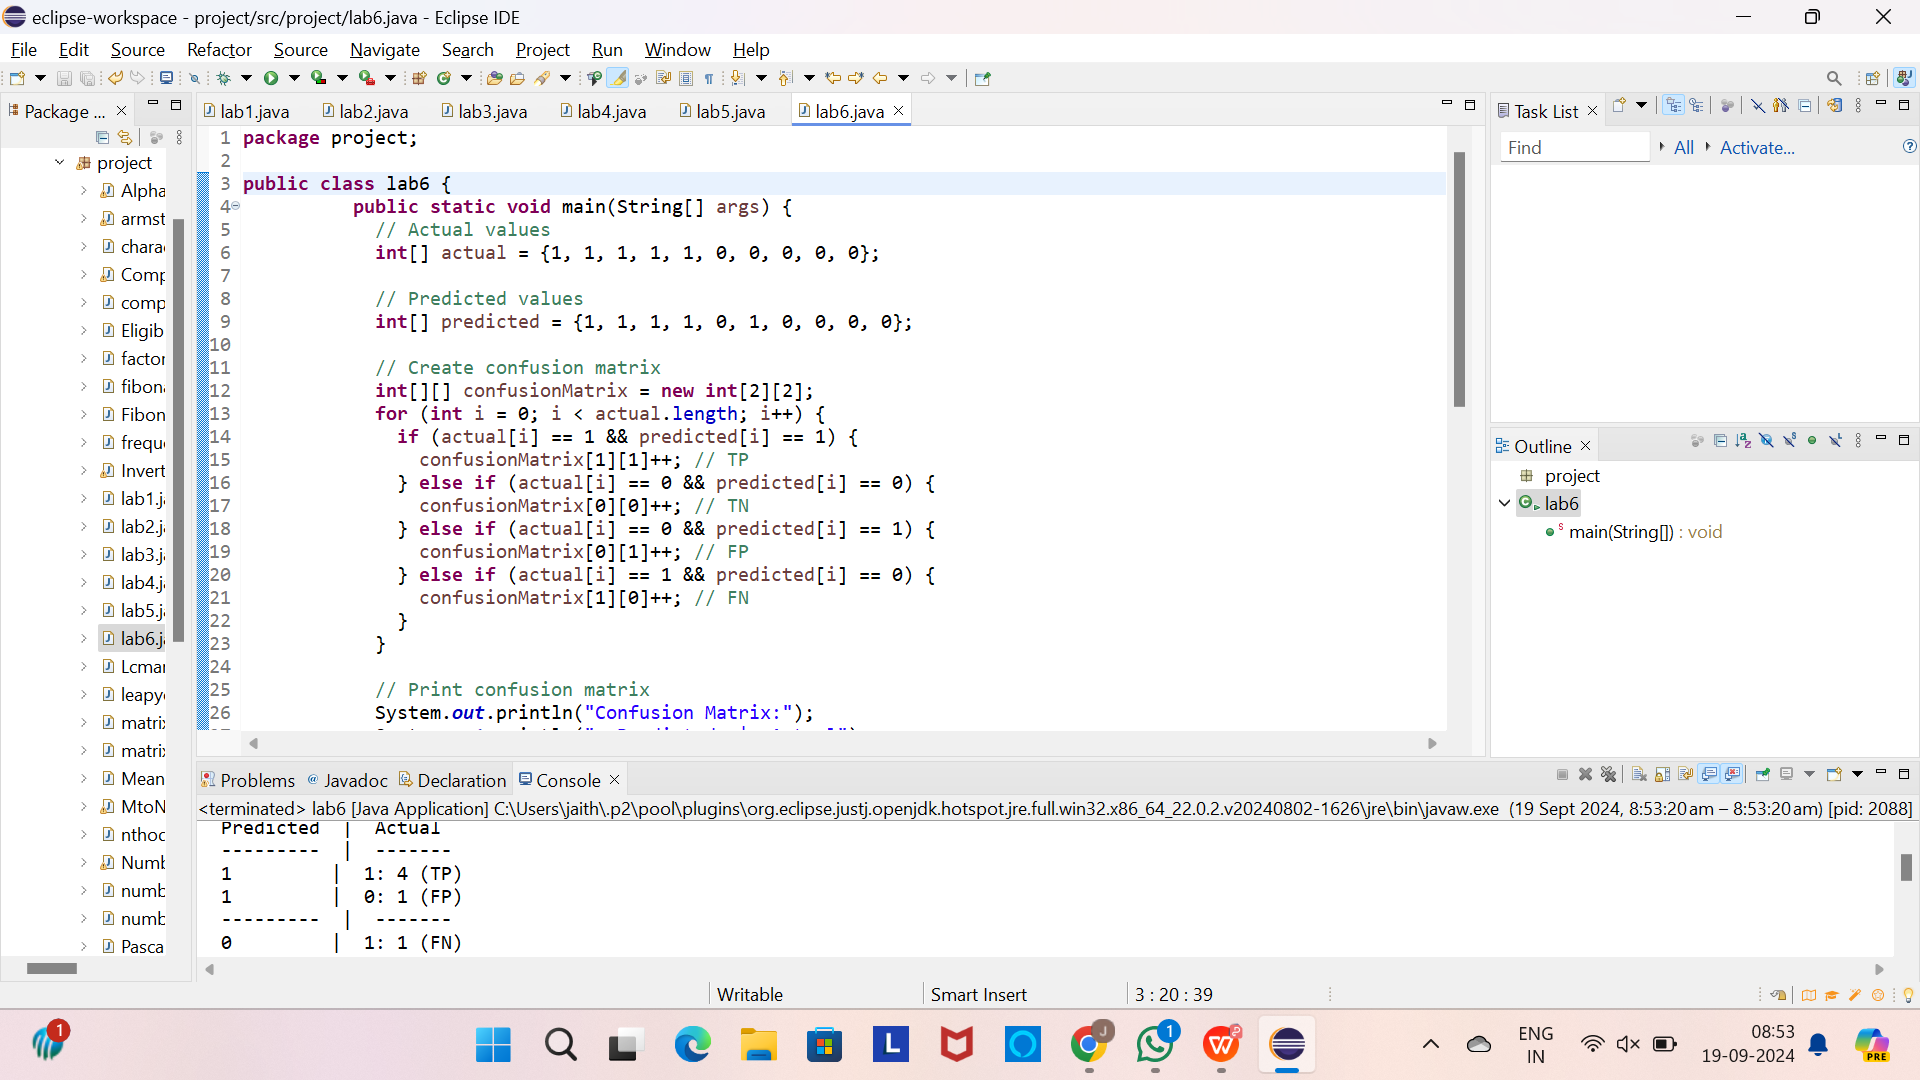 eclipse-workspace - project/src/project/lab6.java - Eclipse IDE
File Edit Source Refactor Source Navigate Search Project Run Window Help
Package ...
project
Alpha
armst
chara
Comp
comp
Eligib
factor
fibona
Fibon
frequ
Invert
lab1.j
lab2.j
lab3.j
lab4.j
lab5.j
lab6.j
Lcmar
leapy
matrix
matrix
Mean
MtoN
nthoc
Numb
numb
numb
Pasca
lab1.java lab2.java lab3.java lab4.java lab5.java lab6.java
1 package project;
2
3 public class lab6 {
4 public static void main(String[] args) {
5 // Actual values
6 int[] actual = {1, 1, 1, 1, 1, 0, 0, 0, 0, 0};
7
8 // Predicted values
9 int[] predicted = {1, 1, 1, 1, 0, 1, 0, 0, 0, 0};
10
11 // Create confusion matrix
12 int[][] confusionMatrix = new int[2][2];
13 for (int i = 0; i < actual.length; i++) {
14 if (actual[i] == 1 && predicted[i] == 1) {
15 confusionMatrix[1][1]++; // TP
16 } else if (actual[i] == 0 && predicted[i] == 0) {
17 confusionMatrix[0][0]++; // TN
18 } else if (actual[i] == 0 && predicted[i] == 1) {
19 confusionMatrix[0][1]++; // FP
20 } else if (actual[i] == 1 && predicted[i] == 0) {
21 confusionMatrix[1][0]++; // FN
22 }
23 }
24
25 // Print confusion matrix
26 System.out.println("Confusion Matrix:");
Task List
Find All Activate...
Outline
project
lab6
main(String[]) : void
Problems Javadoc Declaration Console
<terminated> lab6 [Java Application] C:\Users\jaith\.p2\pool\plugins\org.eclipse.justj.openjdk.hotspot.jre.full.win32.x86_64_22.0.2.v20240802-1626\jre\bin\javaw.exe (19 Sept 2024, 8:53:20 am – 8:53:20 am) [pid: 2088]
Predicted | Actual
--------- | -------
1 | 1: 4 (TP)
1 | 0: 1 (FP)
--------- | -------
0 | 1: 1 (FN)
Writable Smart Insert 3 : 20 : 39
1
L
J
1
W
ENG
IN
08:53
19-09-2024
PRE